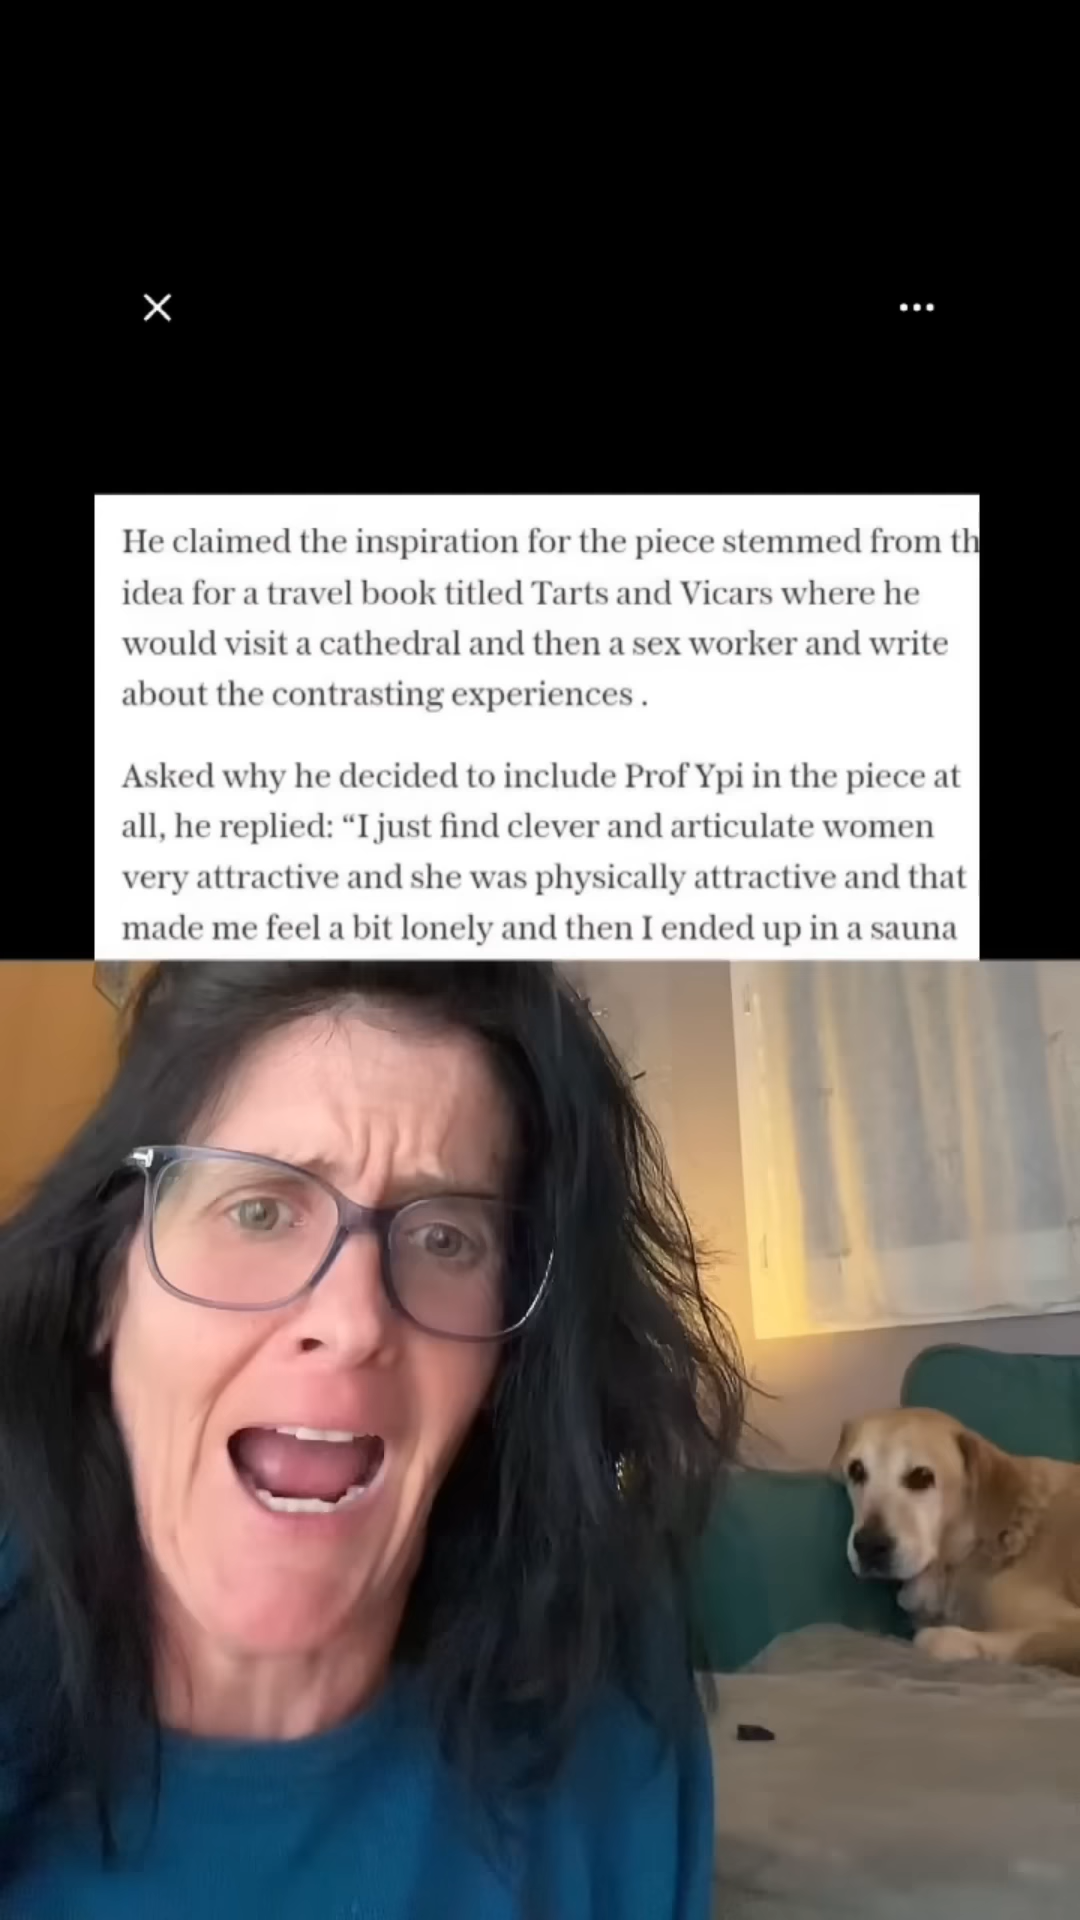 He claimed the inspiration for the piece stemmed from th
idea for a travel book titled Tarts and Vicars where he
would visit a cathedral and then a sex worker and write
about the contrasting experiences .
Asked why he decided to include Prof Ypi in the piece at
all, he replied: “I just find clever and articulate women
very attractive and she was physically attractive and that
made me feel a bit lonely and then I ended up in a sauna